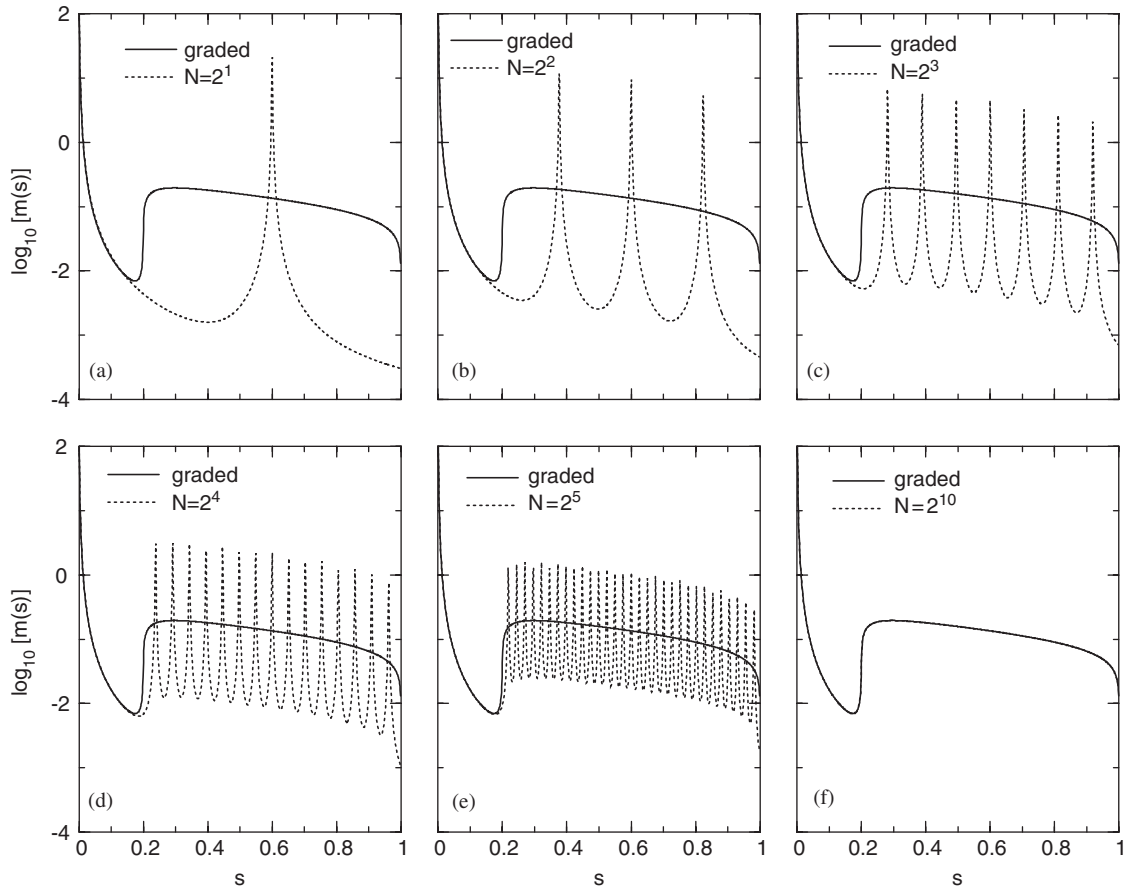 2
0
-2
-4
log10 [m(s)]
graded
N=2^1
(a)
graded
N=2^2
(b)
graded
N=2^3
(c)
2
0
-2
-4
log10 [m(s)]
graded
N=2^4
(d)
0 0.2 0.4 0.6 0.8 1
s
graded
N=2^5
(e)
0 0.2 0.4 0.6 0.8 1
s
graded
N=2^10
(f)
0 0.2 0.4 0.6 0.8 1
s